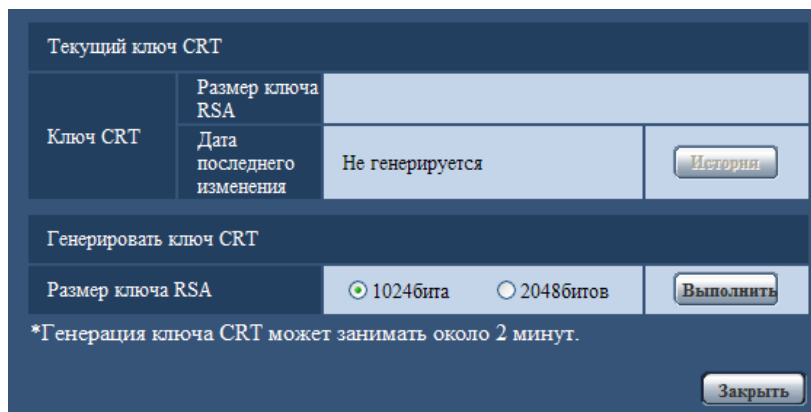 Текущий ключ CRT
Ключ CRT
Размер ключа
RSA
Дата
последнего
изменения
Не генерируется
История
Генерировать ключ CRT
Размер ключа RSA
1024бита
2048битов
Выполнить
*Генерация ключа CRT может занимать около 2 минут.
Закрыть